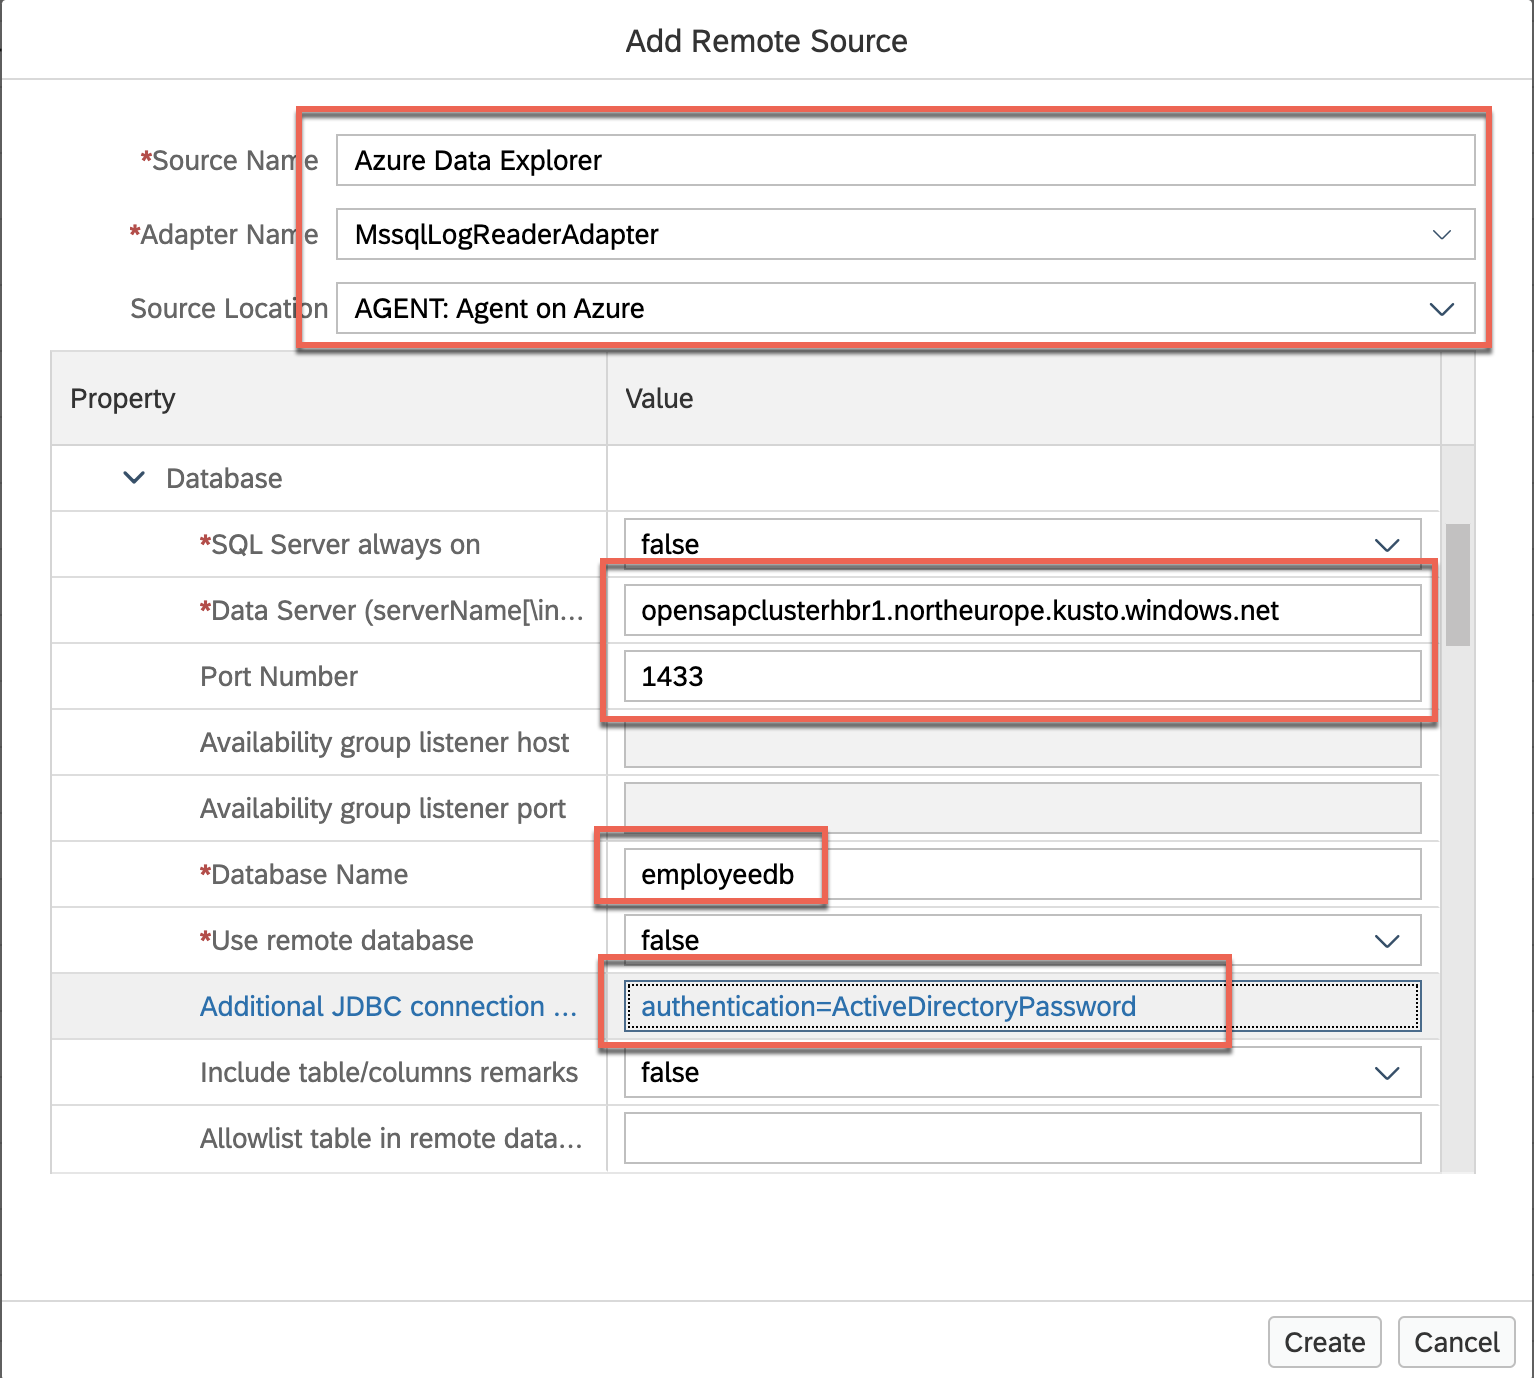 Add Remote Source
*Source Name Azure Data Explorer
*Adapter Name MssqlLogReaderAdapter
Source Location AGENT: Agent on Azure
Property Value
Database
*SQL Server always on false
*Data Server (serverName[\in... opensapclusterhbr1.northeurope.kusto.windows.net
Port Number 1433
Availability group listener host
Availability group listener port
*Database Name employeedb
*Use remote database false
Additional JDBC connection ... authentication=ActiveDirectoryPassword
Include table/columns remarks false
Allowlist table in remote data...
Create Cancel